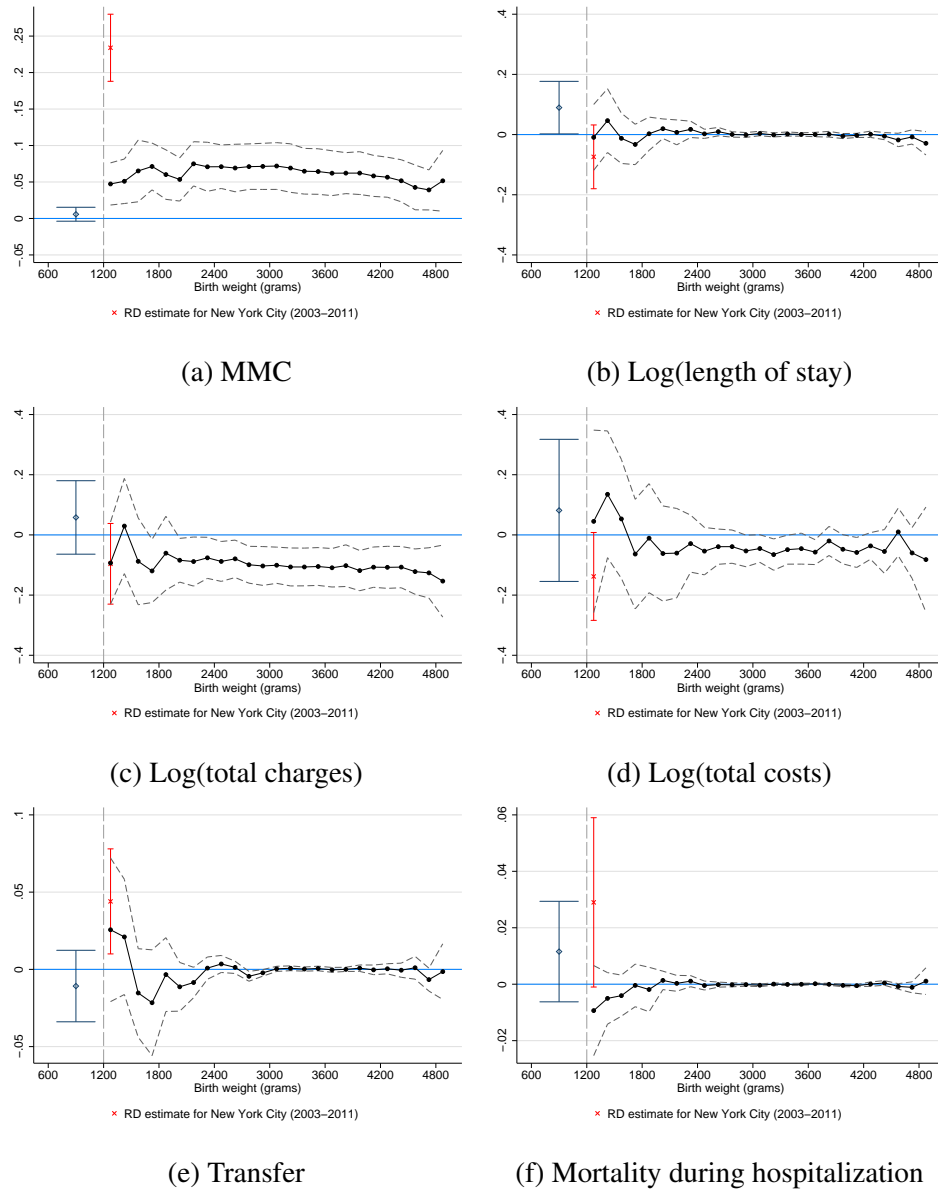 .25
.2
.15
.1
.05
0
-.05
600 1200 1800 2400 3000 3600 4200 4800
Birth weight (grams)
× RD estimate for New York City (2003–2011)
(a) MMC
.4
.2
0
-.2
-.4
600 1200 1800 2400 3000 3600 4200 4800
Birth weight (grams)
× RD estimate for New York City (2003–2011)
(b) Log(length of stay)
.4
.2
0
-.2
-.4
600 1200 1800 2400 3000 3600 4200 4800
Birth weight (grams)
× RD estimate for New York City (2003–2011)
(c) Log(total charges)
.4
.2
0
-.2
-.4
600 1200 1800 2400 3000 3600 4200 4800
Birth weight (grams)
× RD estimate for New York City (2003–2011)
(d) Log(total costs)
.1
.05
0
-.05
600 1200 1800 2400 3000 3600 4200 4800
Birth weight (grams)
× RD estimate for New York City (2003–2011)
(e) Transfer
.06
.04
.02
0
-.02
600 1200 1800 2400 3000 3600 4200 4800
Birth weight (grams)
× RD estimate for New York City (2003–2011)
(f) Mortality during hospitalization